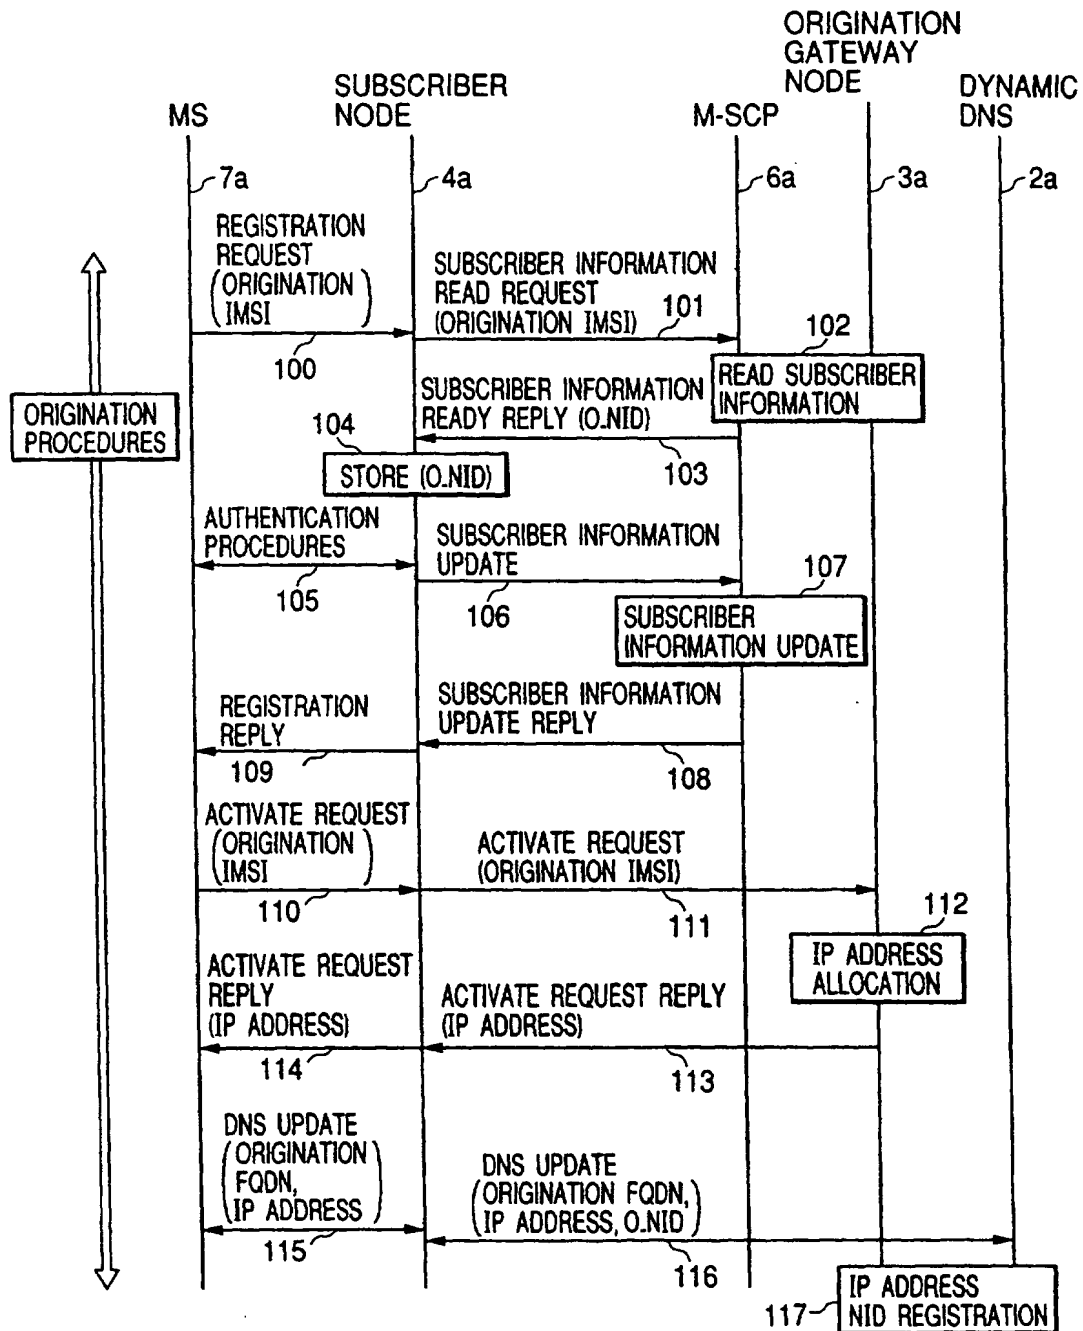 ORIGINATION
GATEWAY
NODE
SUBSCRIBER
NODE
DYNAMIC
DNS
MS
M-SCP
7a
4a
6a
3a
2a
REGISTRATION
REQUEST
(ORIGINATION
IMSI)
100
SUBSCRIBER INFORMATION
READ REQUEST
(ORIGINATION IMSI)
101
102
READ SUBSCRIBER
INFORMATION
ORIGINATION
PROCEDURES
SUBSCRIBER INFORMATION
READY REPLY (O_NID)
103
104
STORE (O_NID)
AUTHENTICATION
PROCEDURES
105
SUBSCRIBER INFORMATION
UPDATE
106
107
SUBSCRIBER
INFORMATION UPDATE
SUBSCRIBER INFORMATION
UPDATE REPLY
108
REGISTRATION
REPLY
109
ACTIVATE REQUEST
(ORIGINATION
IMSI)
110
ACTIVATE REQUEST
(ORIGINATION IMSI)
111
112
IP ADDRESS
ALLOCATION
ACTIVATE REQUEST REPLY
(IP ADDRESS)
113
ACTIVATE REQUEST
REPLY
(IP ADDRESS)
114
DNS UPDATE
(ORIGINATION
FQDN,
IP ADDRESS)
115
DNS UPDATE
(ORIGINATION FQDN,
IP ADDRESS, O_NID)
116
117
IP ADDRESS
NID REGISTRATION